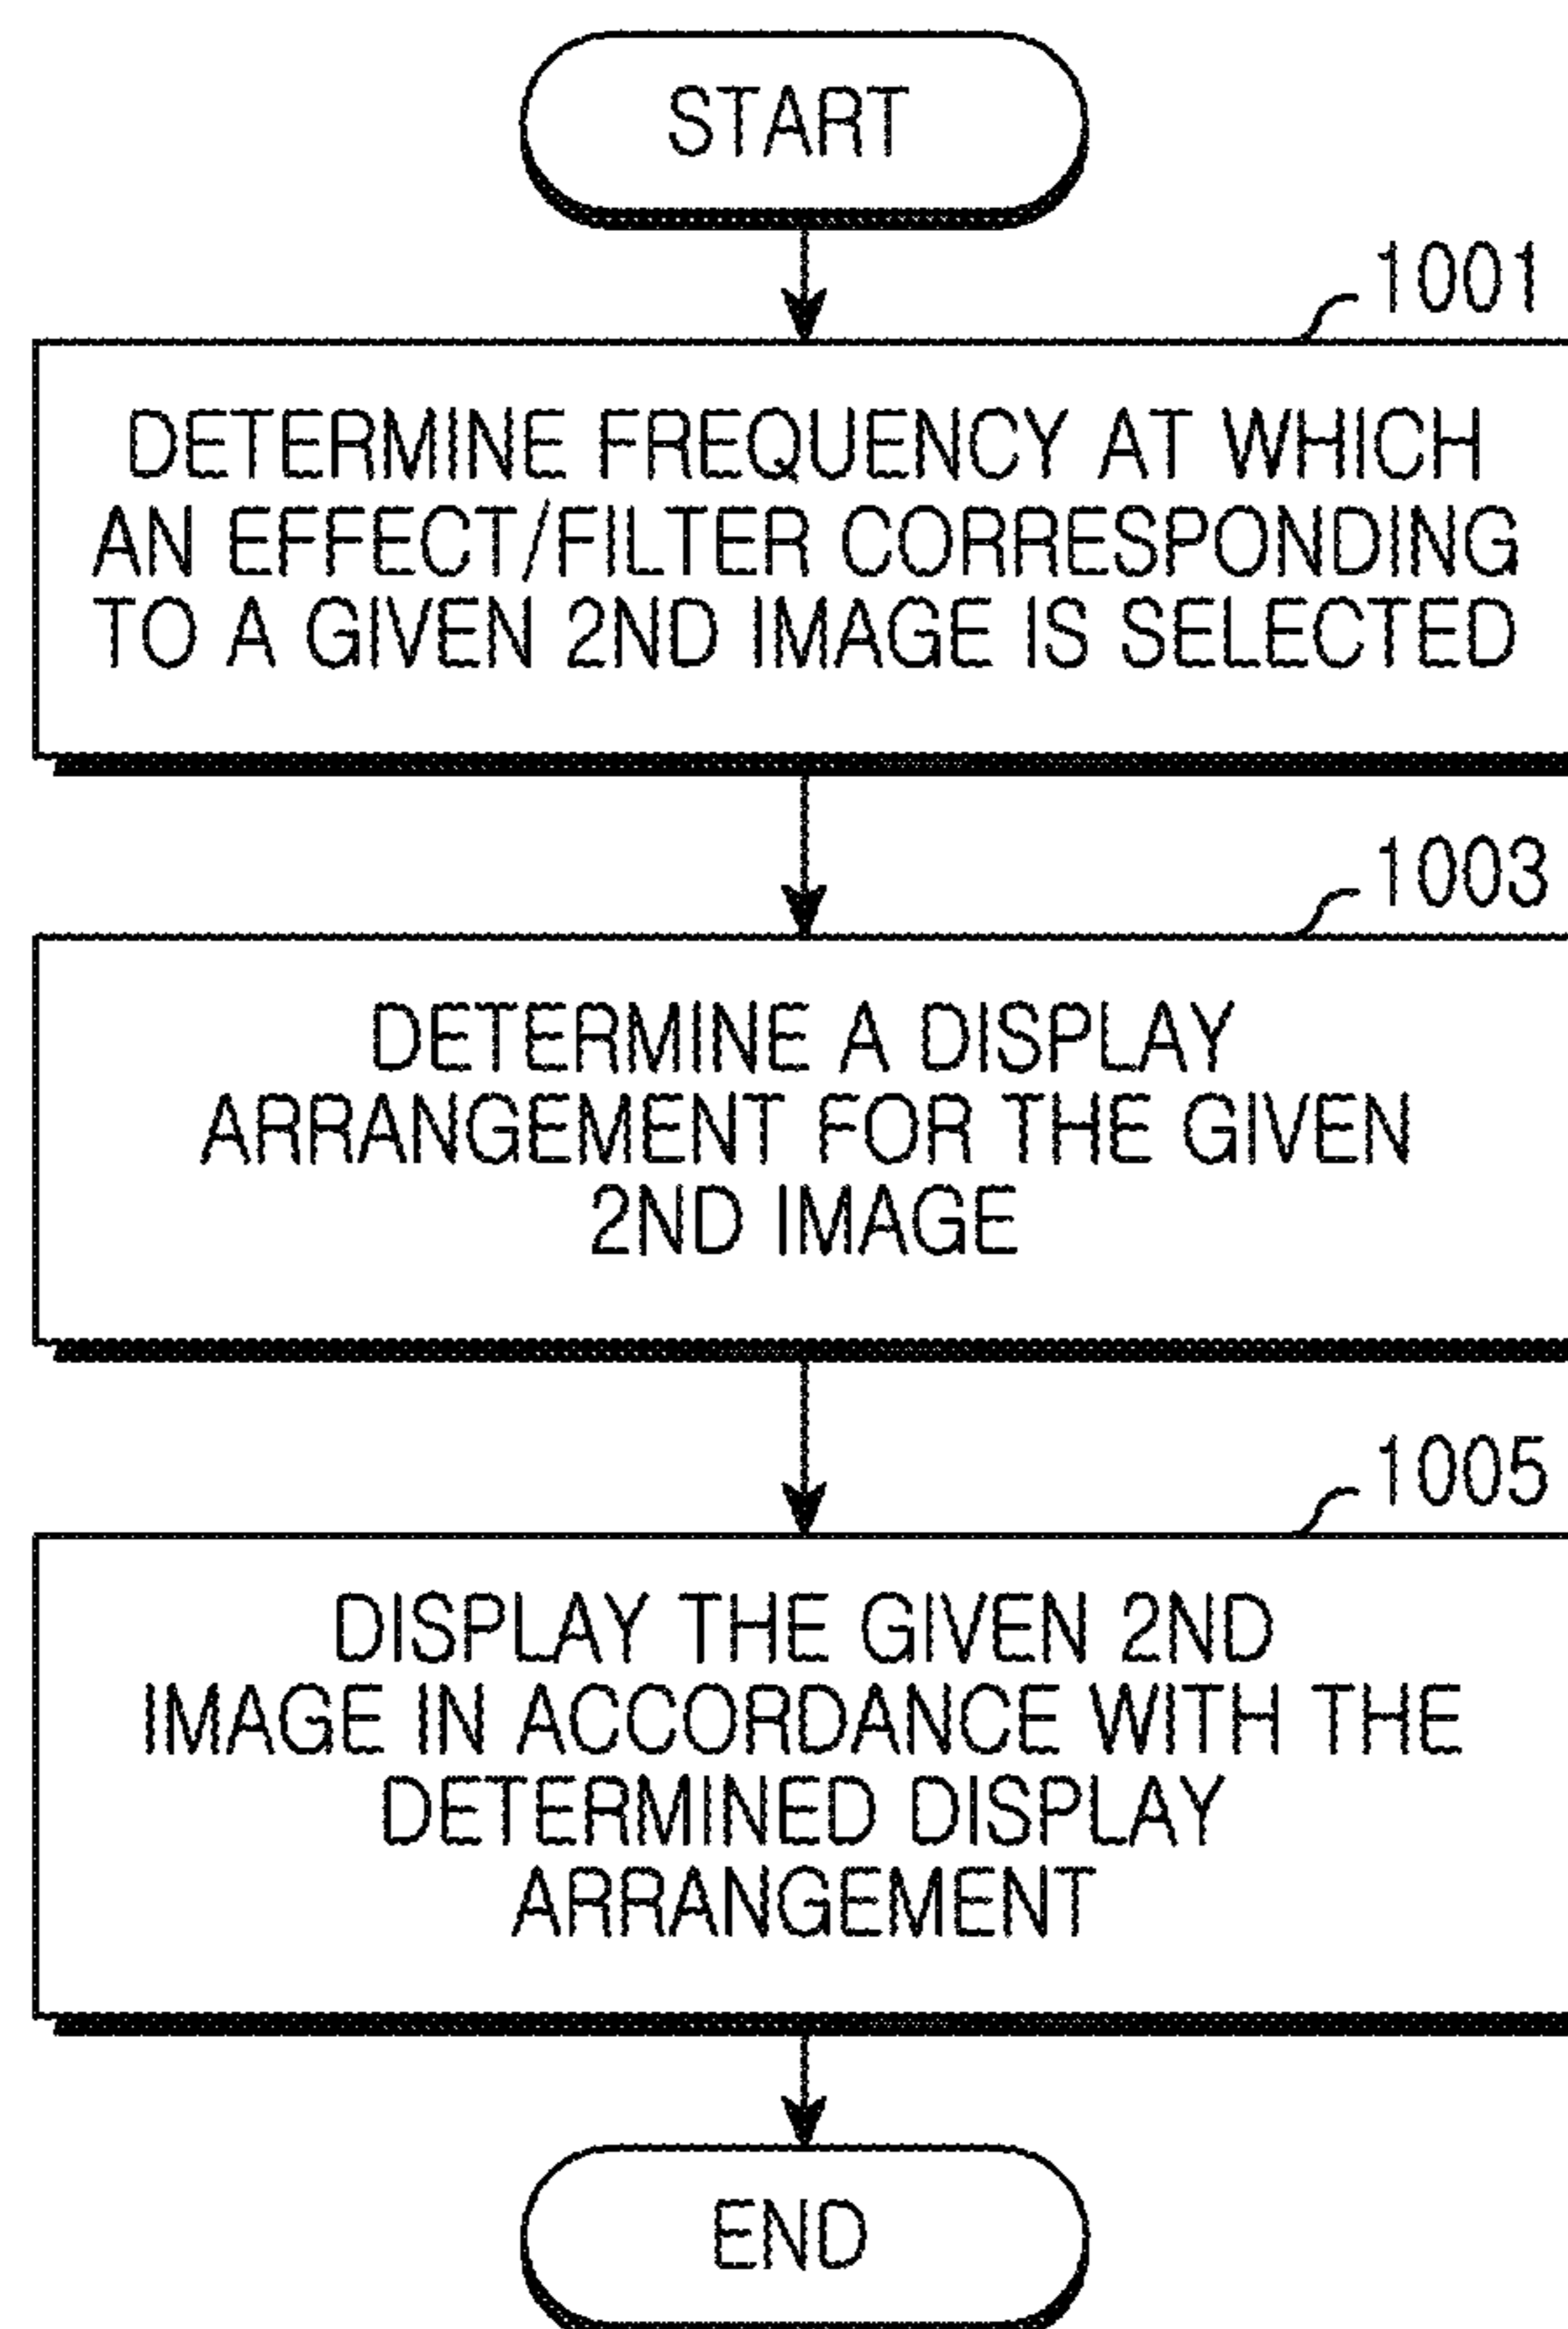 START
1001
DETERMINE FREQUENCY AT WHICH
AN EFFECT/FILTER CORRESPONDING
TO A GIVEN 2ND IMAGE IS SELECTED
1003
DETERMINE A DISPLAY
ARRANGEMENT FOR THE GIVEN
2ND IMAGE
1005
DISPLAY THE GIVEN 2ND
IMAGE IN ACCORDANCE WITH THE
DETERMINED DISPLAY
ARRANGEMENT
END